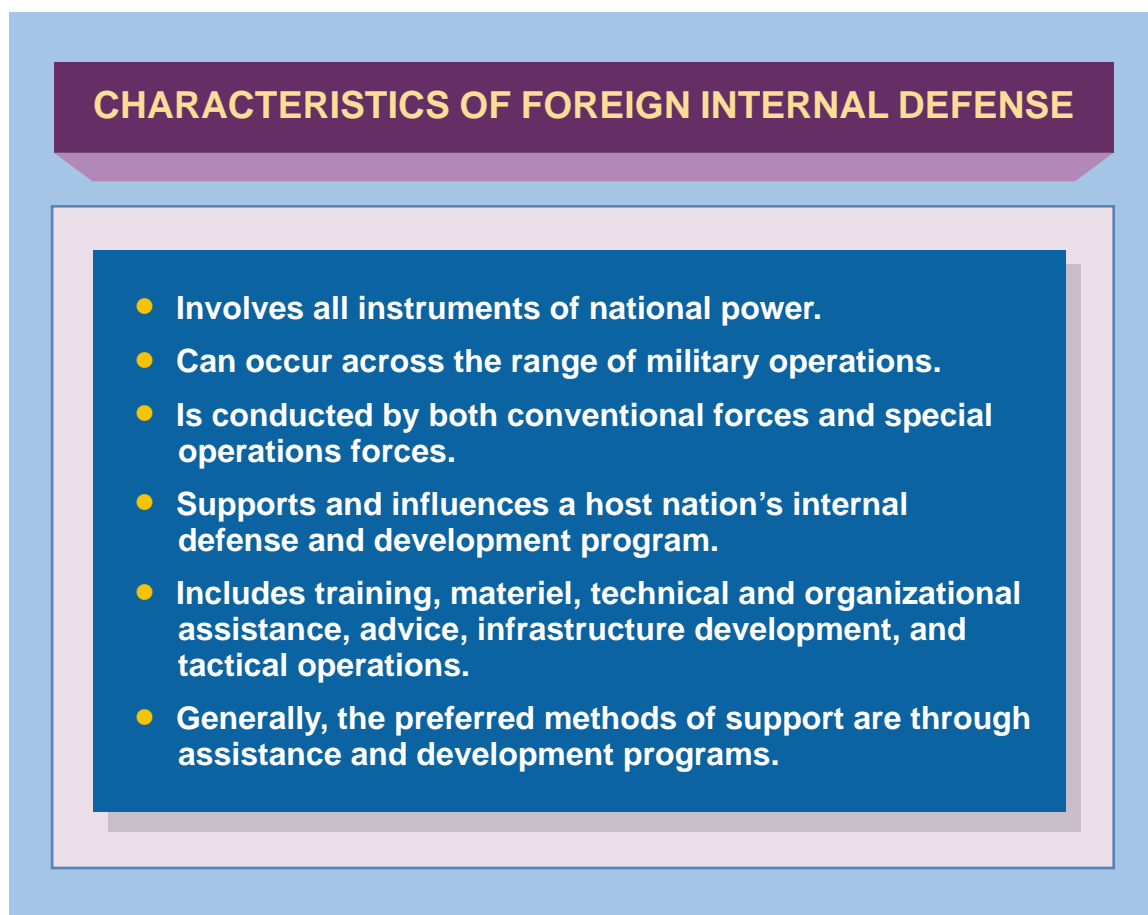 CHARACTERISTICS OF FOREIGN INTERNAL DEFENSE
● Involves all instruments of national power.
● Can occur across the range of military operations.
● Is conducted by both conventional forces and special
operations forces.
● Supports and influences a host nation’s internal
defense and development program.
● Includes training, materiel, technical and organizational
assistance, advice, infrastructure development, and
tactical operations.
● Generally, the preferred methods of support are through
assistance and development programs.